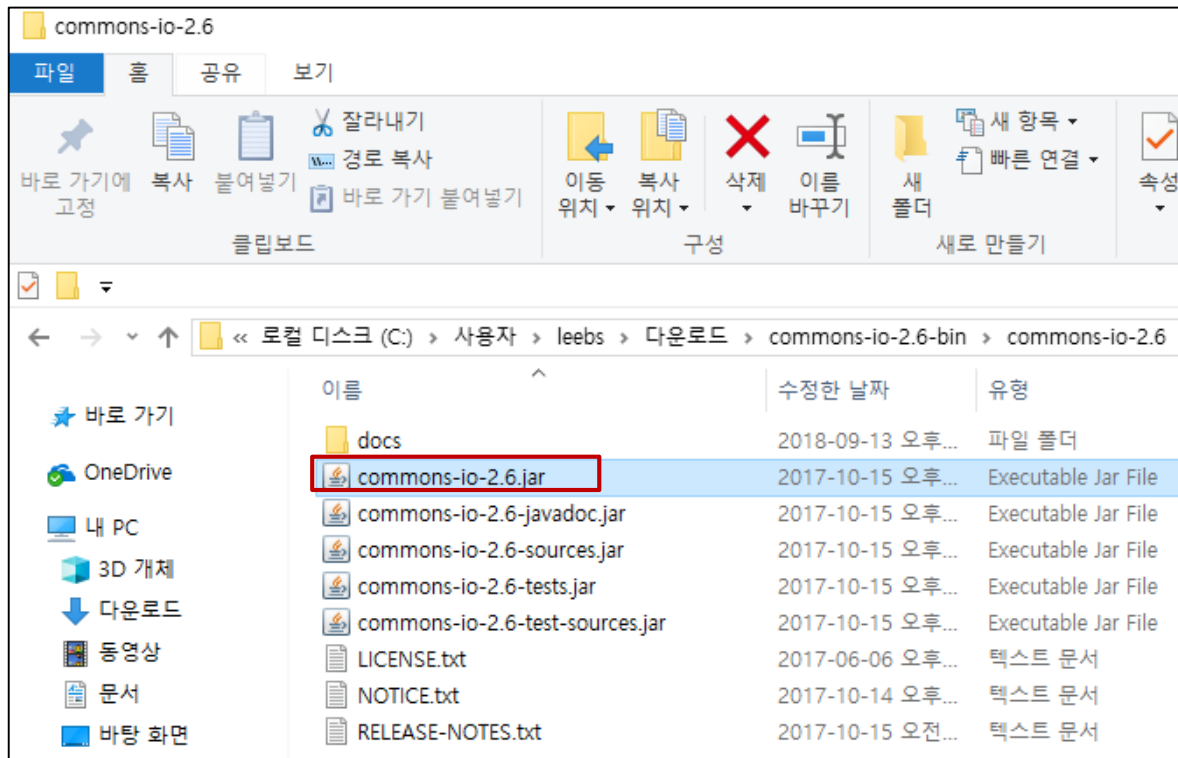 commons-io-2.6
파일 홈 공유 보기
바로 가기에 고정
복사
붙여넣기
잘라내기
경로 복사
바로 가기 붙여넣기
클립보드
이동 위치
복사 위치
삭제
이름 바꾸기
구성
새 폴더
새 항목
빠른 연결
새로 만들기
속성
« 로컬 디스크 (C:) › 사용자 › leebs › 다운로드 › commons-io-2.6-bin › commons-io-2.6
바로 가기
OneDrive
내 PC
3D 개체
다운로드
동영상
문서
바탕 화면
이름 수정한 날짜 유형
docs 2018-09-13 오후... 파일 폴더
commons-io-2.6.jar 2017-10-15 오후... Executable Jar File
commons-io-2.6-javadoc.jar 2017-10-15 오후... Executable Jar File
commons-io-2.6-sources.jar 2017-10-15 오후... Executable Jar File
commons-io-2.6-tests.jar 2017-10-15 오후... Executable Jar File
commons-io-2.6-test-sources.jar 2017-10-15 오후... Executable Jar File
LICENSE.txt 2017-06-06 오후... 텍스트 문서
NOTICE.txt 2017-10-14 오후... 텍스트 문서
RELEASE-NOTES.txt 2017-10-15 오전... 텍스트 문서